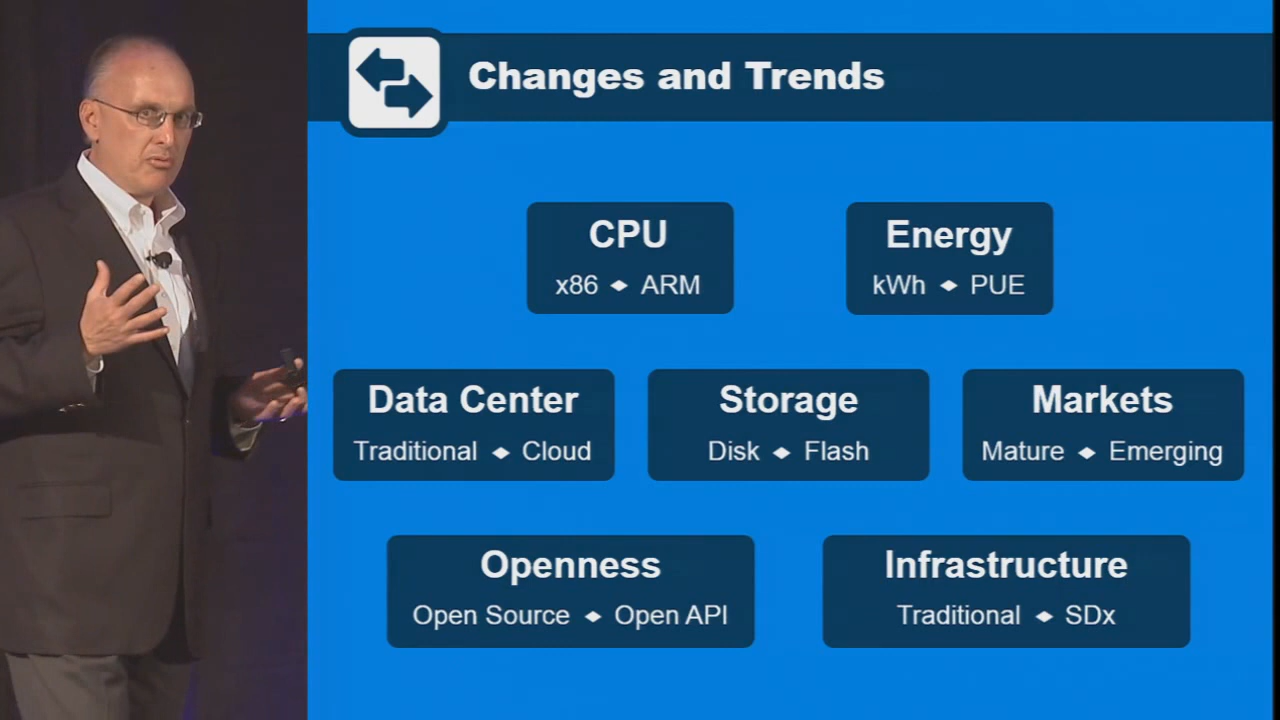 Changes and Trends
CPU
x86 ◆ ARM
Energy
kWh ◆ PUE
Data Center
Traditional ◆ Cloud
Storage
Disk ◆ Flash
Markets
Mature ◆ Emerging
Openness
Open Source ◆ Open API
Infrastructure
Traditional ◆ SDx